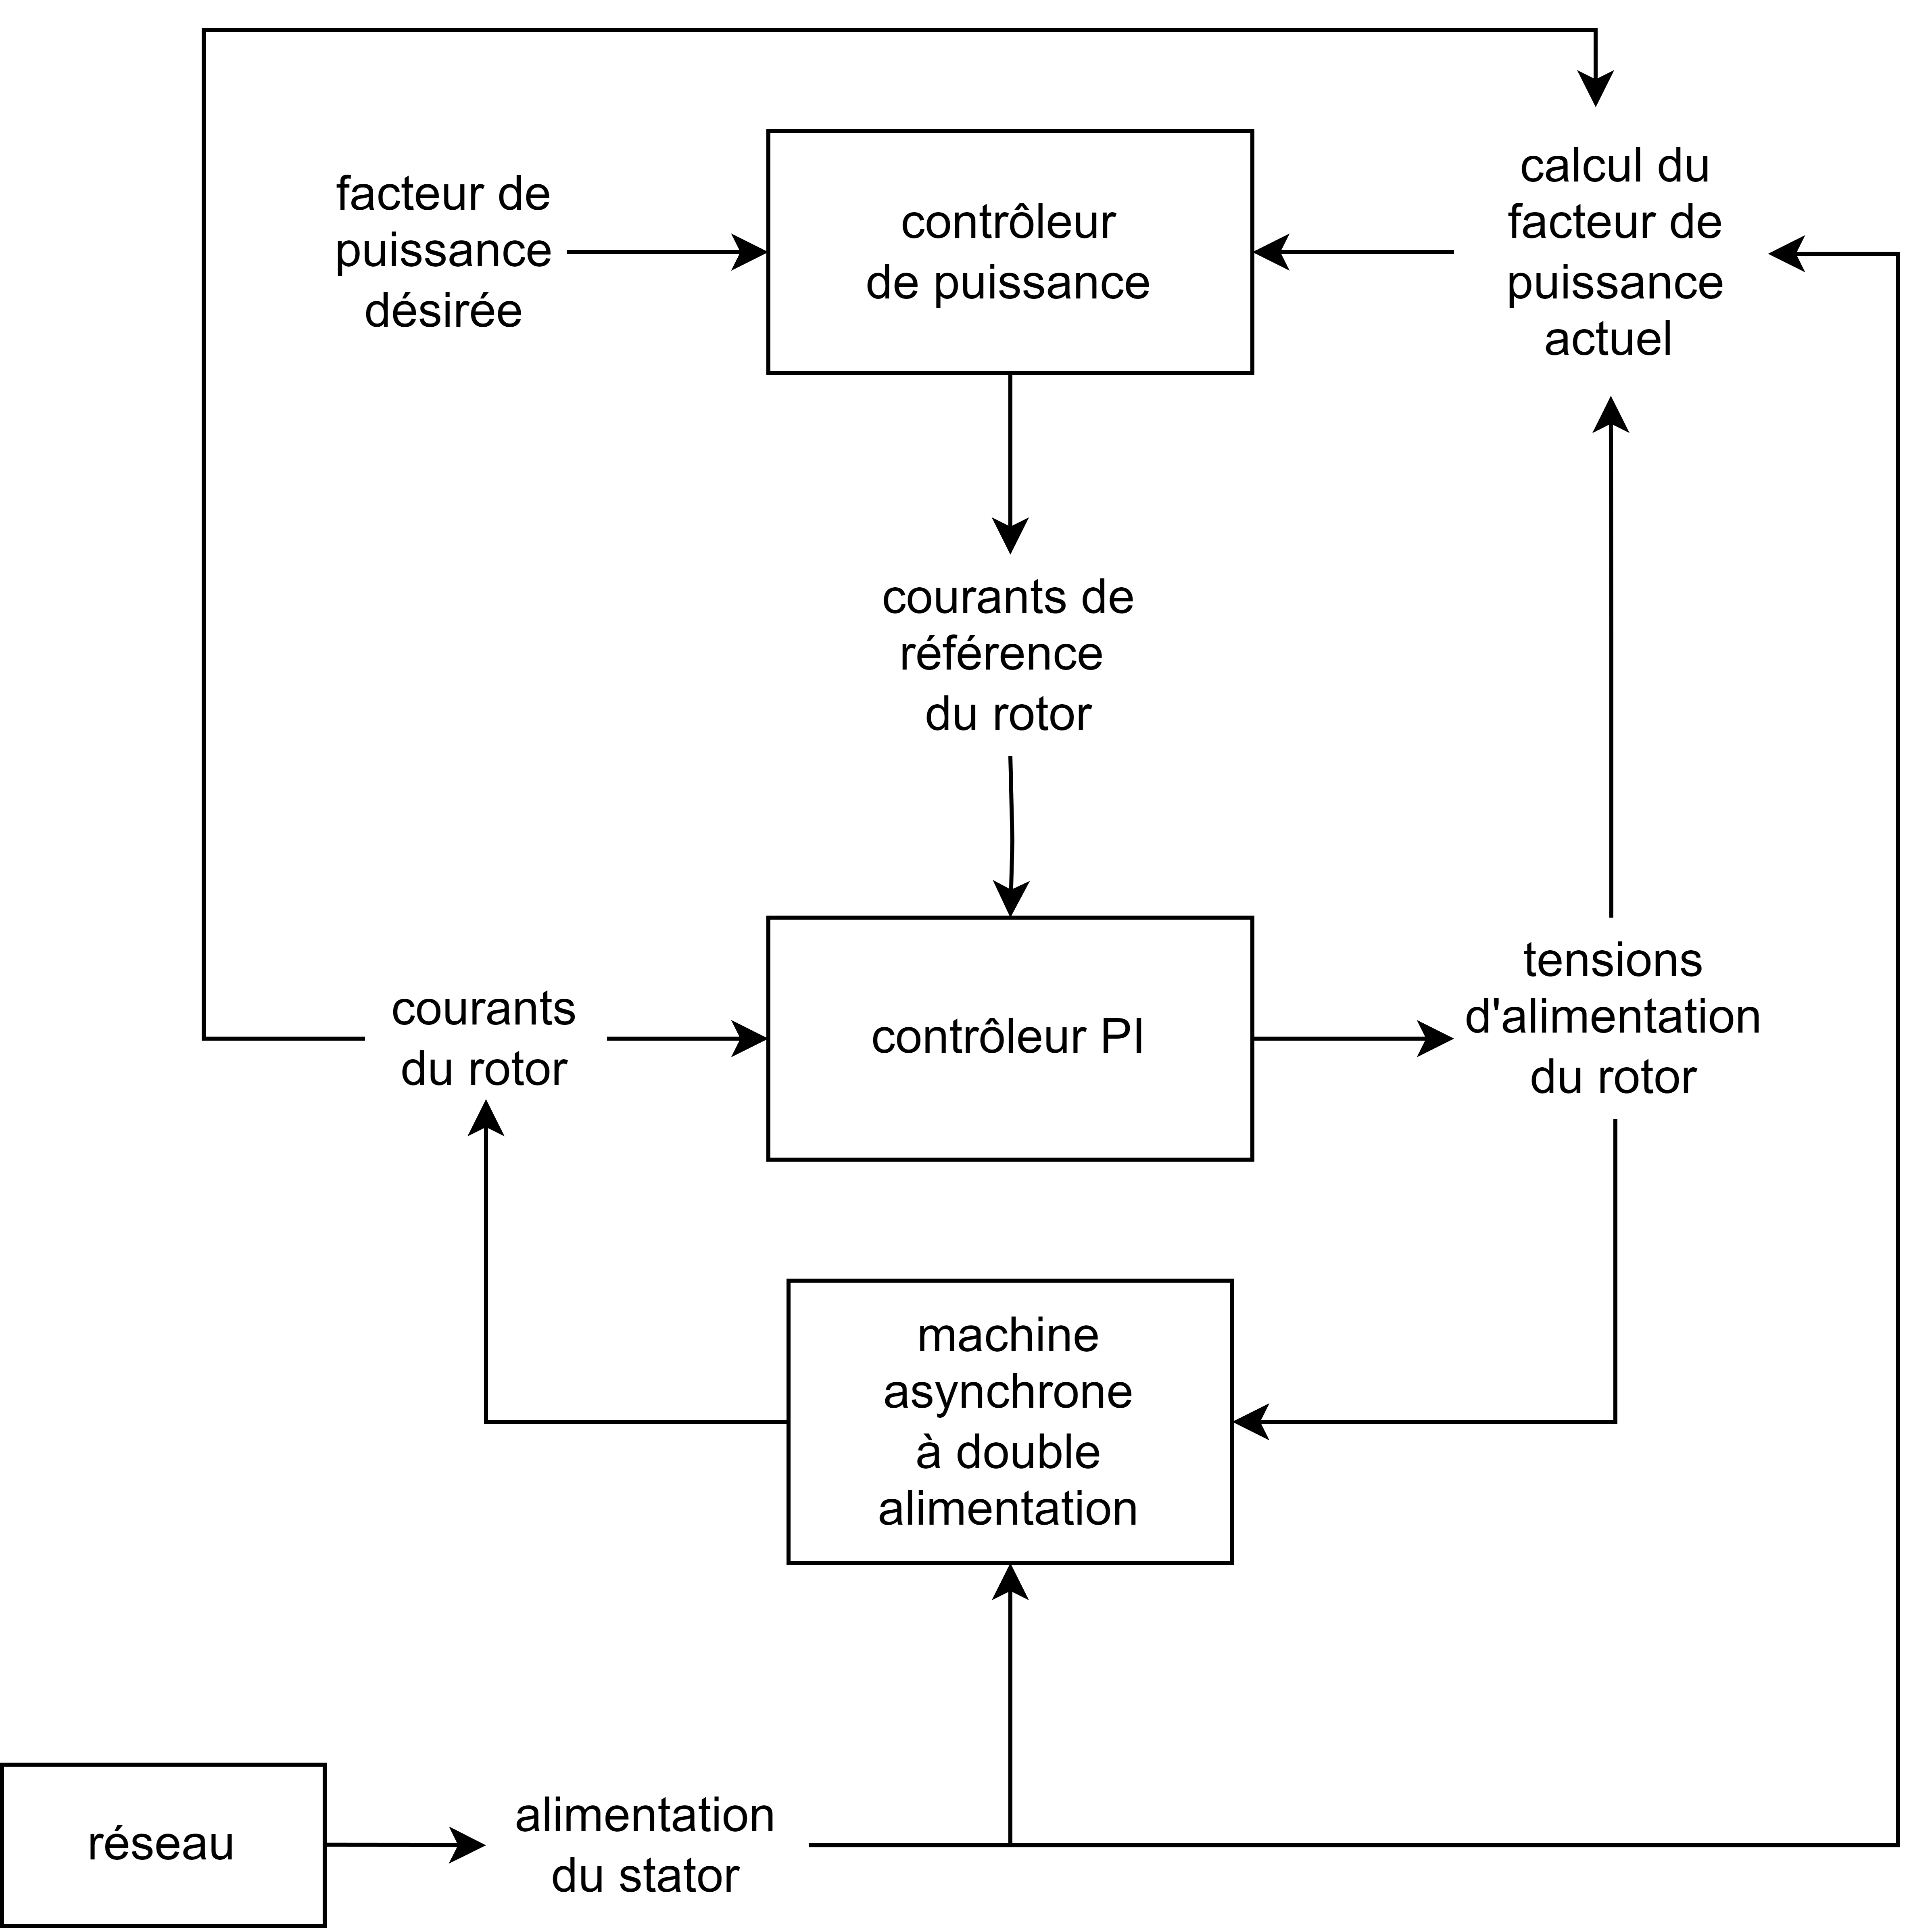 facteur de
puissance
désirée
contrôleur
de puissance
calcul du
facteur de
puissance
actuel
courants de
référence
du rotor
courants
du rotor
contrôleur PI
tensions
d'alimentation
du rotor
machine
asynchrone
à double
alimentation
réseau
alimentation
du stator